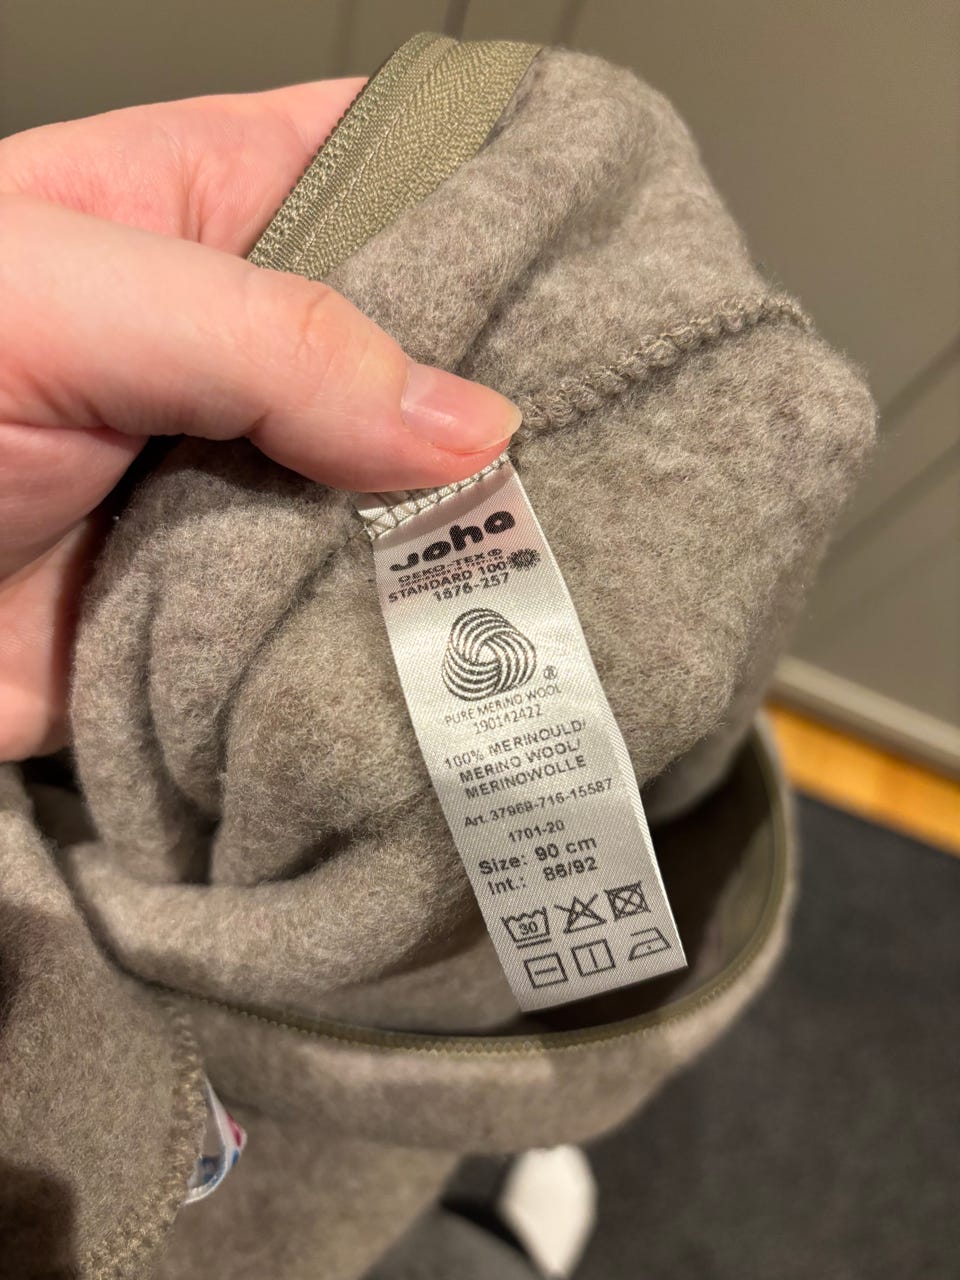 joha
OEKO-TEX®
STANDARD 100
1876-257
®
PURE MERINO WOOL
190142422
100% MERINOULD/
MERINO WOOL/
MERINOWOLLE
Art. 37969-716-15587
1701-20
Size: 90 cm
Int.: 86/92
30